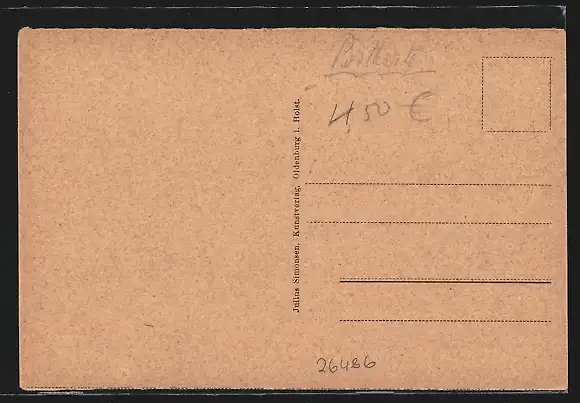 Postkarte
4,50 €
Julius Simonsen, Kunstverlag, Oldenburg i. Holst.
26486